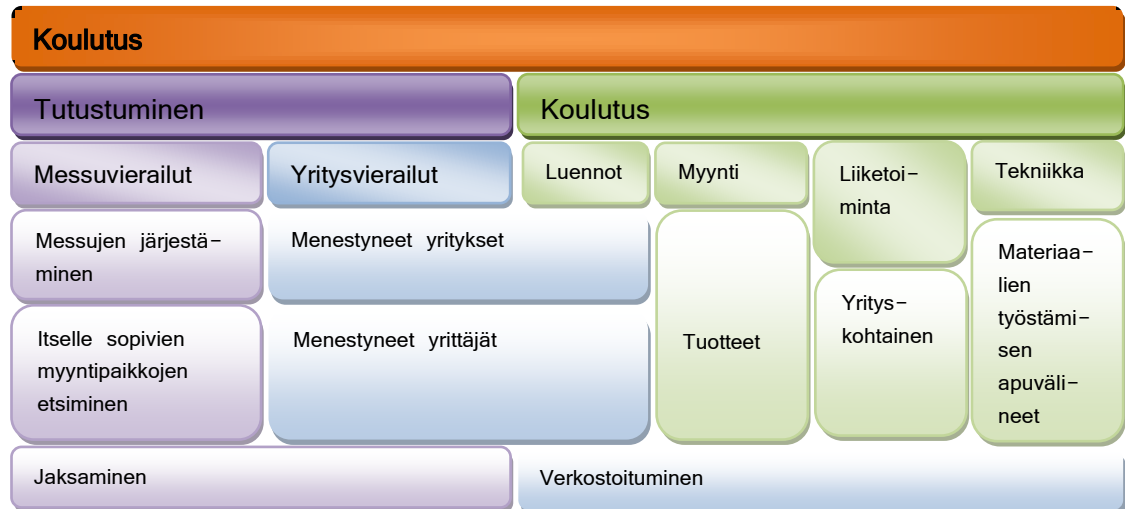 Koulutus
Tutustuminen
Koulutus
Messuvierailut
Yritysvierailut
Luennot
Myynti
Liiketoi-
minta
Tekniikka
Messujen järjestä-
minen
Menestyneet yritykset
Itselle sopivien
myyntipaikkojen
etsiminen
Menestyneet yrittäjät
Tuotteet
Yritys-
kohtainen
Materiaa-
lien
työstämi-
sen
apuväli-
neet
Jaksaminen
Verkostoituminen